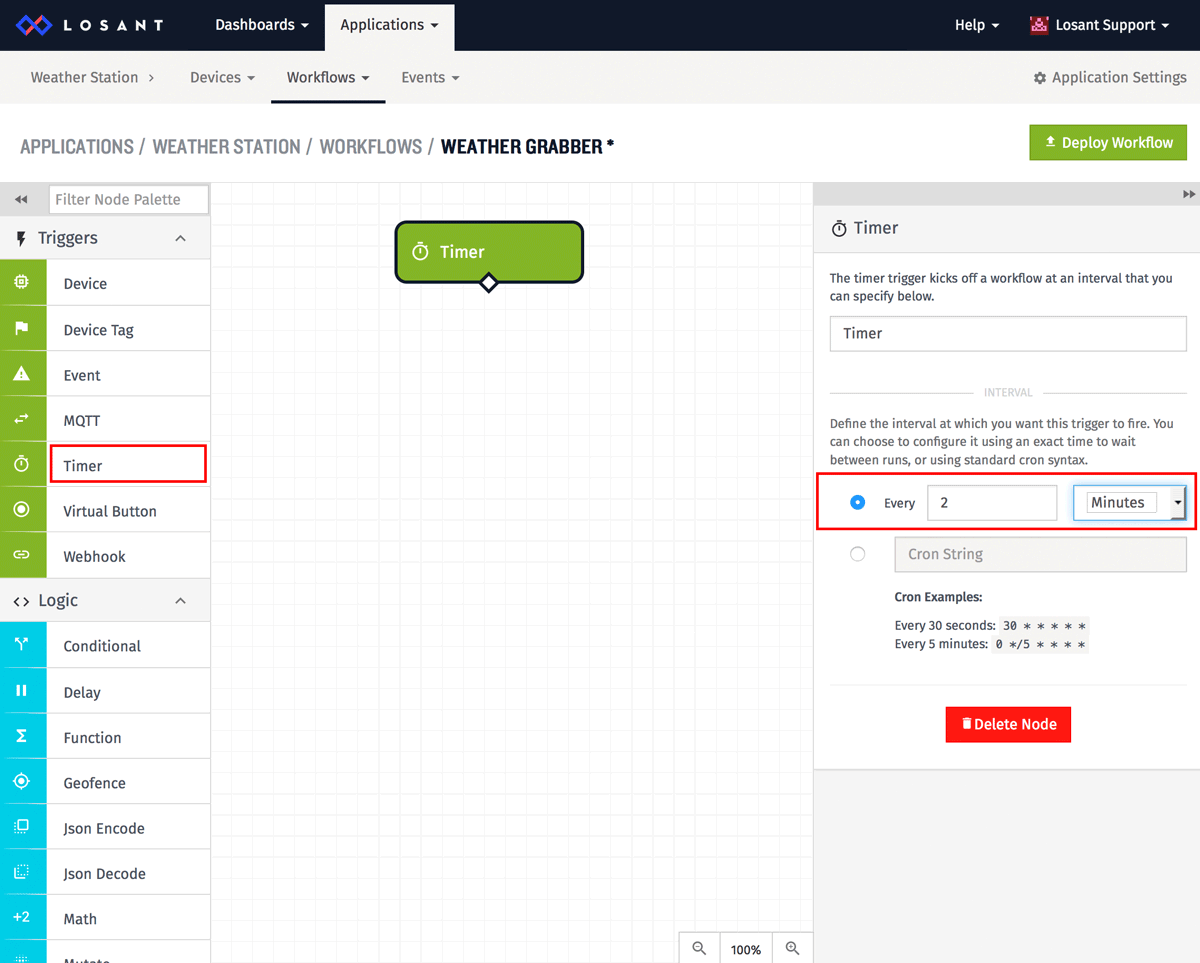 LOSANT
Dashboards
Applications
Help
Losant Support
Weather Station
Devices
Workflows
Events
Application Settings
APPLICATIONS / WEATHER STATION / WORKFLOWS / WEATHER GRABBER *
Deploy Workflow
Filter Node Palette
Triggers
Device
Device Tag
Event
MQTT
Timer
Virtual Button
Webhook
Logic
Conditional
Delay
Function
Geofence
Json Encode
Json Decode
+2 Math
Mutate
Timer
100%
Timer
The timer trigger kicks off a workflow at an interval that you
can specify below.
Timer
INTERVAL
Define the interval at which you want this trigger to fire. You
can choose to configure it using an exact time to wait
between runs, or using standard cron syntax.
Every 2 Minutes
Cron String
Cron Examples:
Every 30 seconds: 30 * * * * *
Every 5 minutes: 0 */5 * * * *
Delete Node